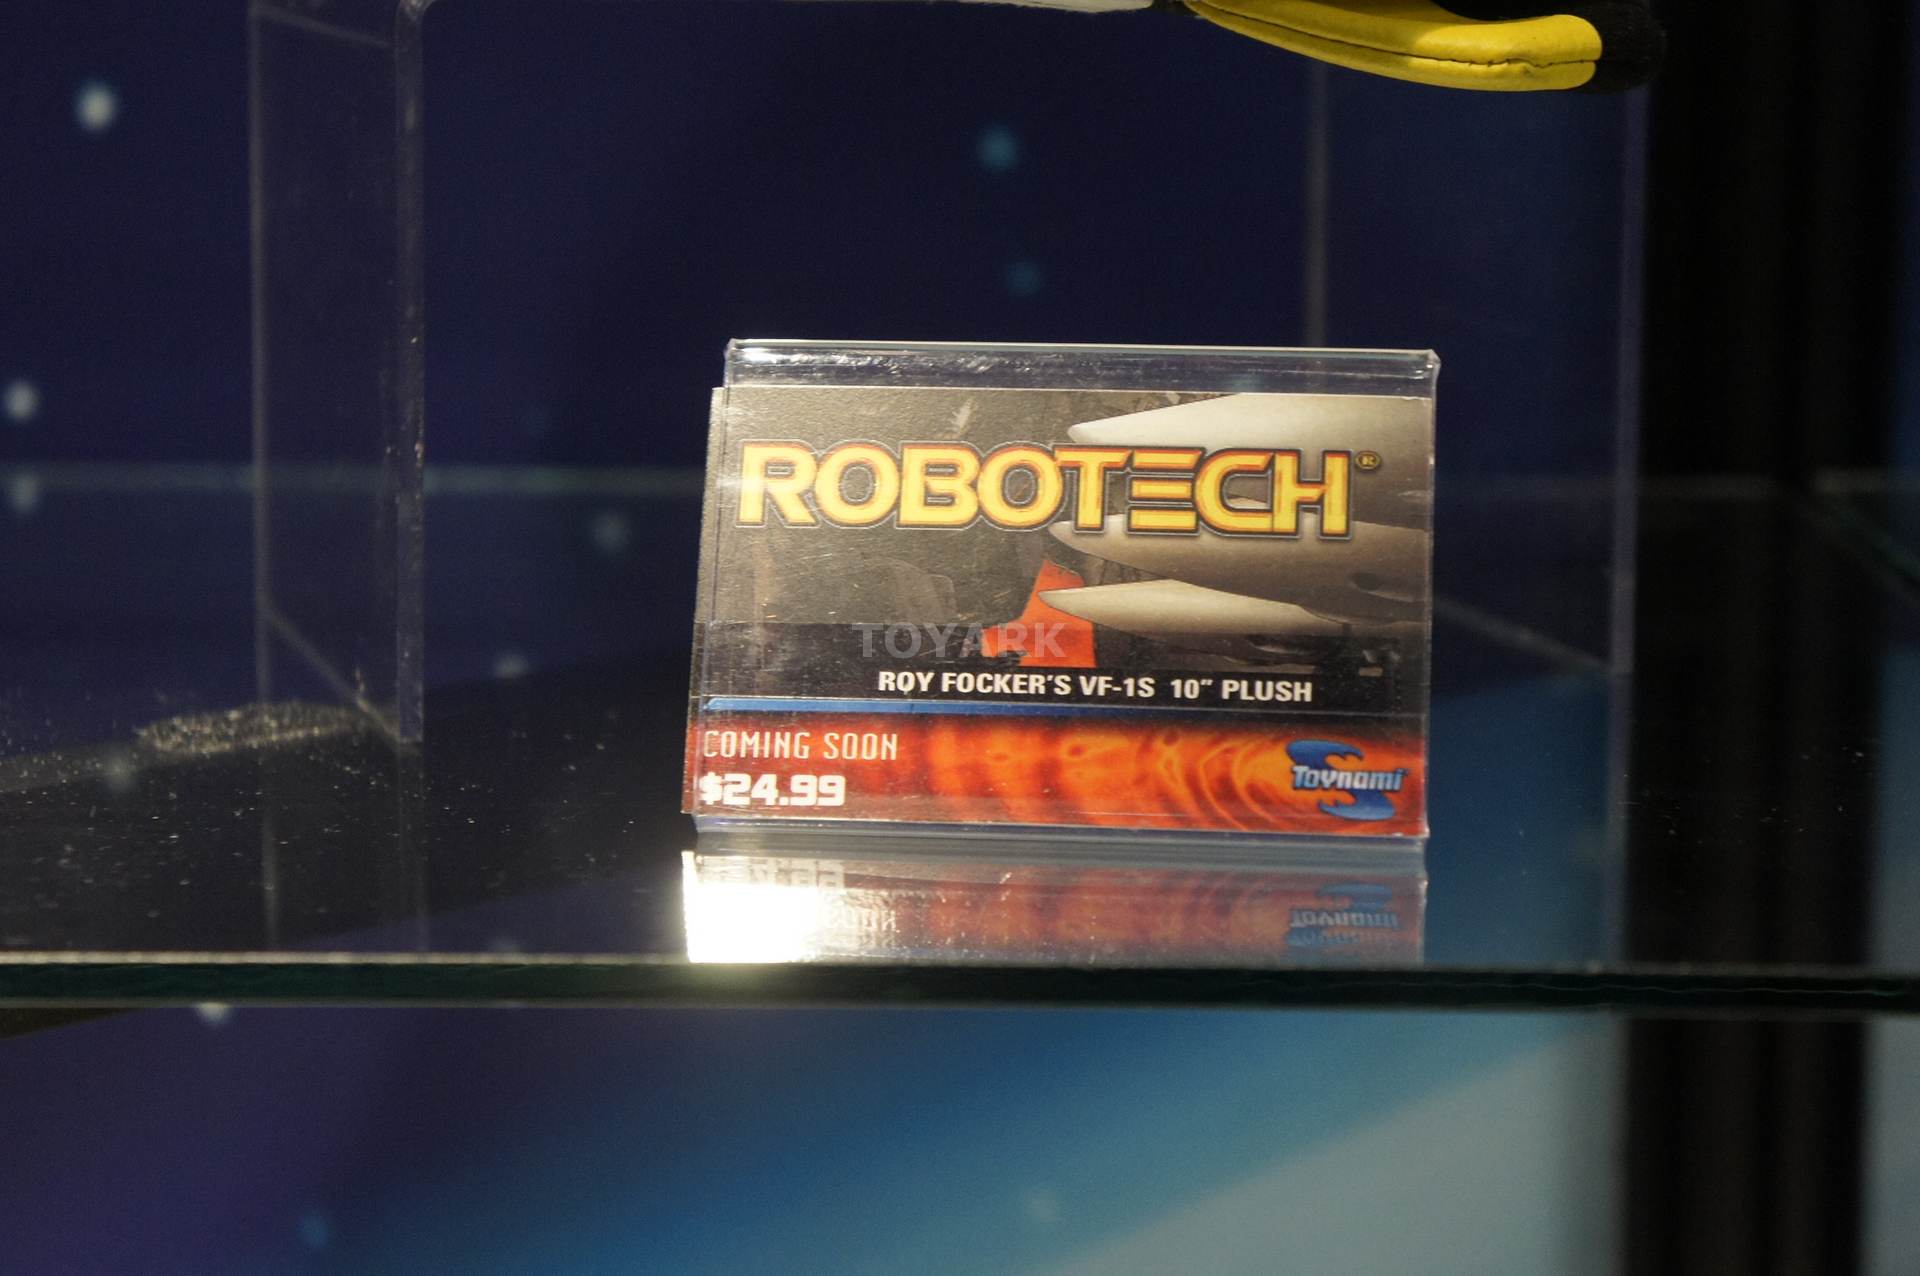 ROBOTECH®
TOYARK
ROY FOCKER'S VF-1S 10" PLUSH
COMING SOON
$24.99
Toynami